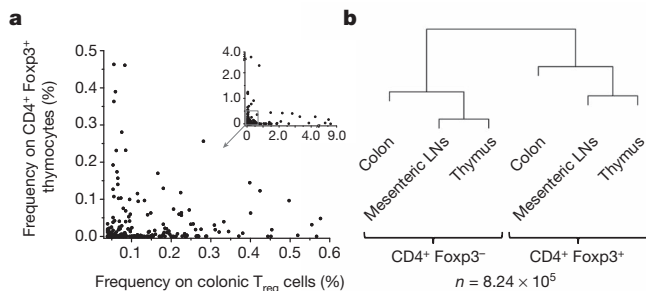 a
Frequency on CD4⁺ Foxp3⁺
thymocytes (%)
0.5
0.4
0.3
0.2
0.1
0.0
4.0
2.0
1.0
0
0 2.0 4.0 9.0
0.1 0.2 0.3 0.4 0.5 0.6
Frequency on colonic Treg cells (%)
b
Colon
Mesenteric LNs
Thymus
Colon
Mesenteric LNs
Thymus
CD4⁺ Foxp3⁻ CD4⁺ Foxp3⁺
n = 8.24 × 10⁵